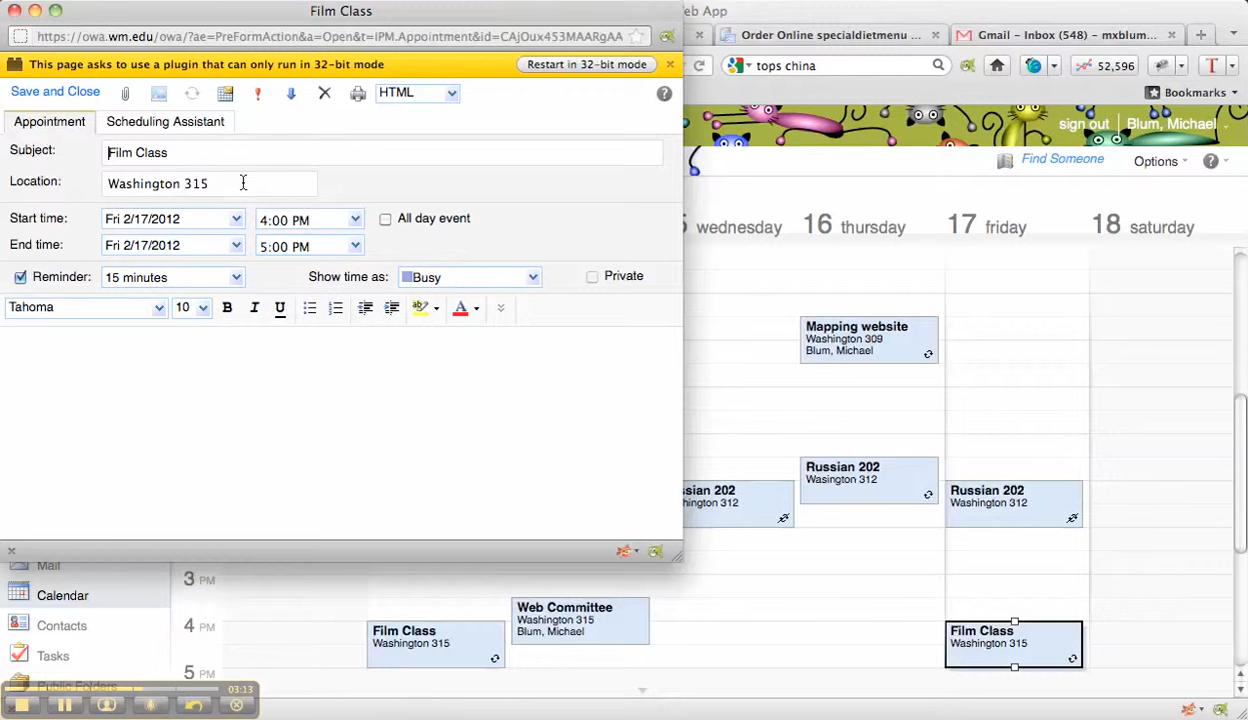 Film Class
eb App
https://owa.wm.edu/owa/?ae=PreFormAction&a=Open&t=IPM.Appointment&id=CAjOux453MAARgAA
Order Online specialdietmenu
Gmail – Inbox (548) – mxblum...
This page asks to use a plugin that can only run in 32-bit mode
Restart in 32-bit mode
tops china
52,596
T
Bookmarks
Save and Close
HTML
Appointment
Scheduling Assistant
sign out
Blum, Michael
Subject:
Film Class
Find Someone
Options
Location:
Washington 315
Start time:
Fri 2/17/2012
4:00 PM
All day event
End time:
Fri 2/17/2012
5:00 PM
wednesday
16 thursday
17 friday
18 saturday
Reminder:
15 minutes
Show time as:
Busy
Private
Tahoma
10
B
I
U
ab
A
Mapping website
Washington 309
Blum, Michael
Russian 202
Wasington 312
ssian 202
hington 312
Russian 202
Washington 312
Mail
Calendar
Contacts
Tasks
Public Folders
3 PM
4 PM
5 PM
Film Class
Washington 315
Web Committee
Washington 315
Blum, Michael
Film Class
Washington 315
03:13